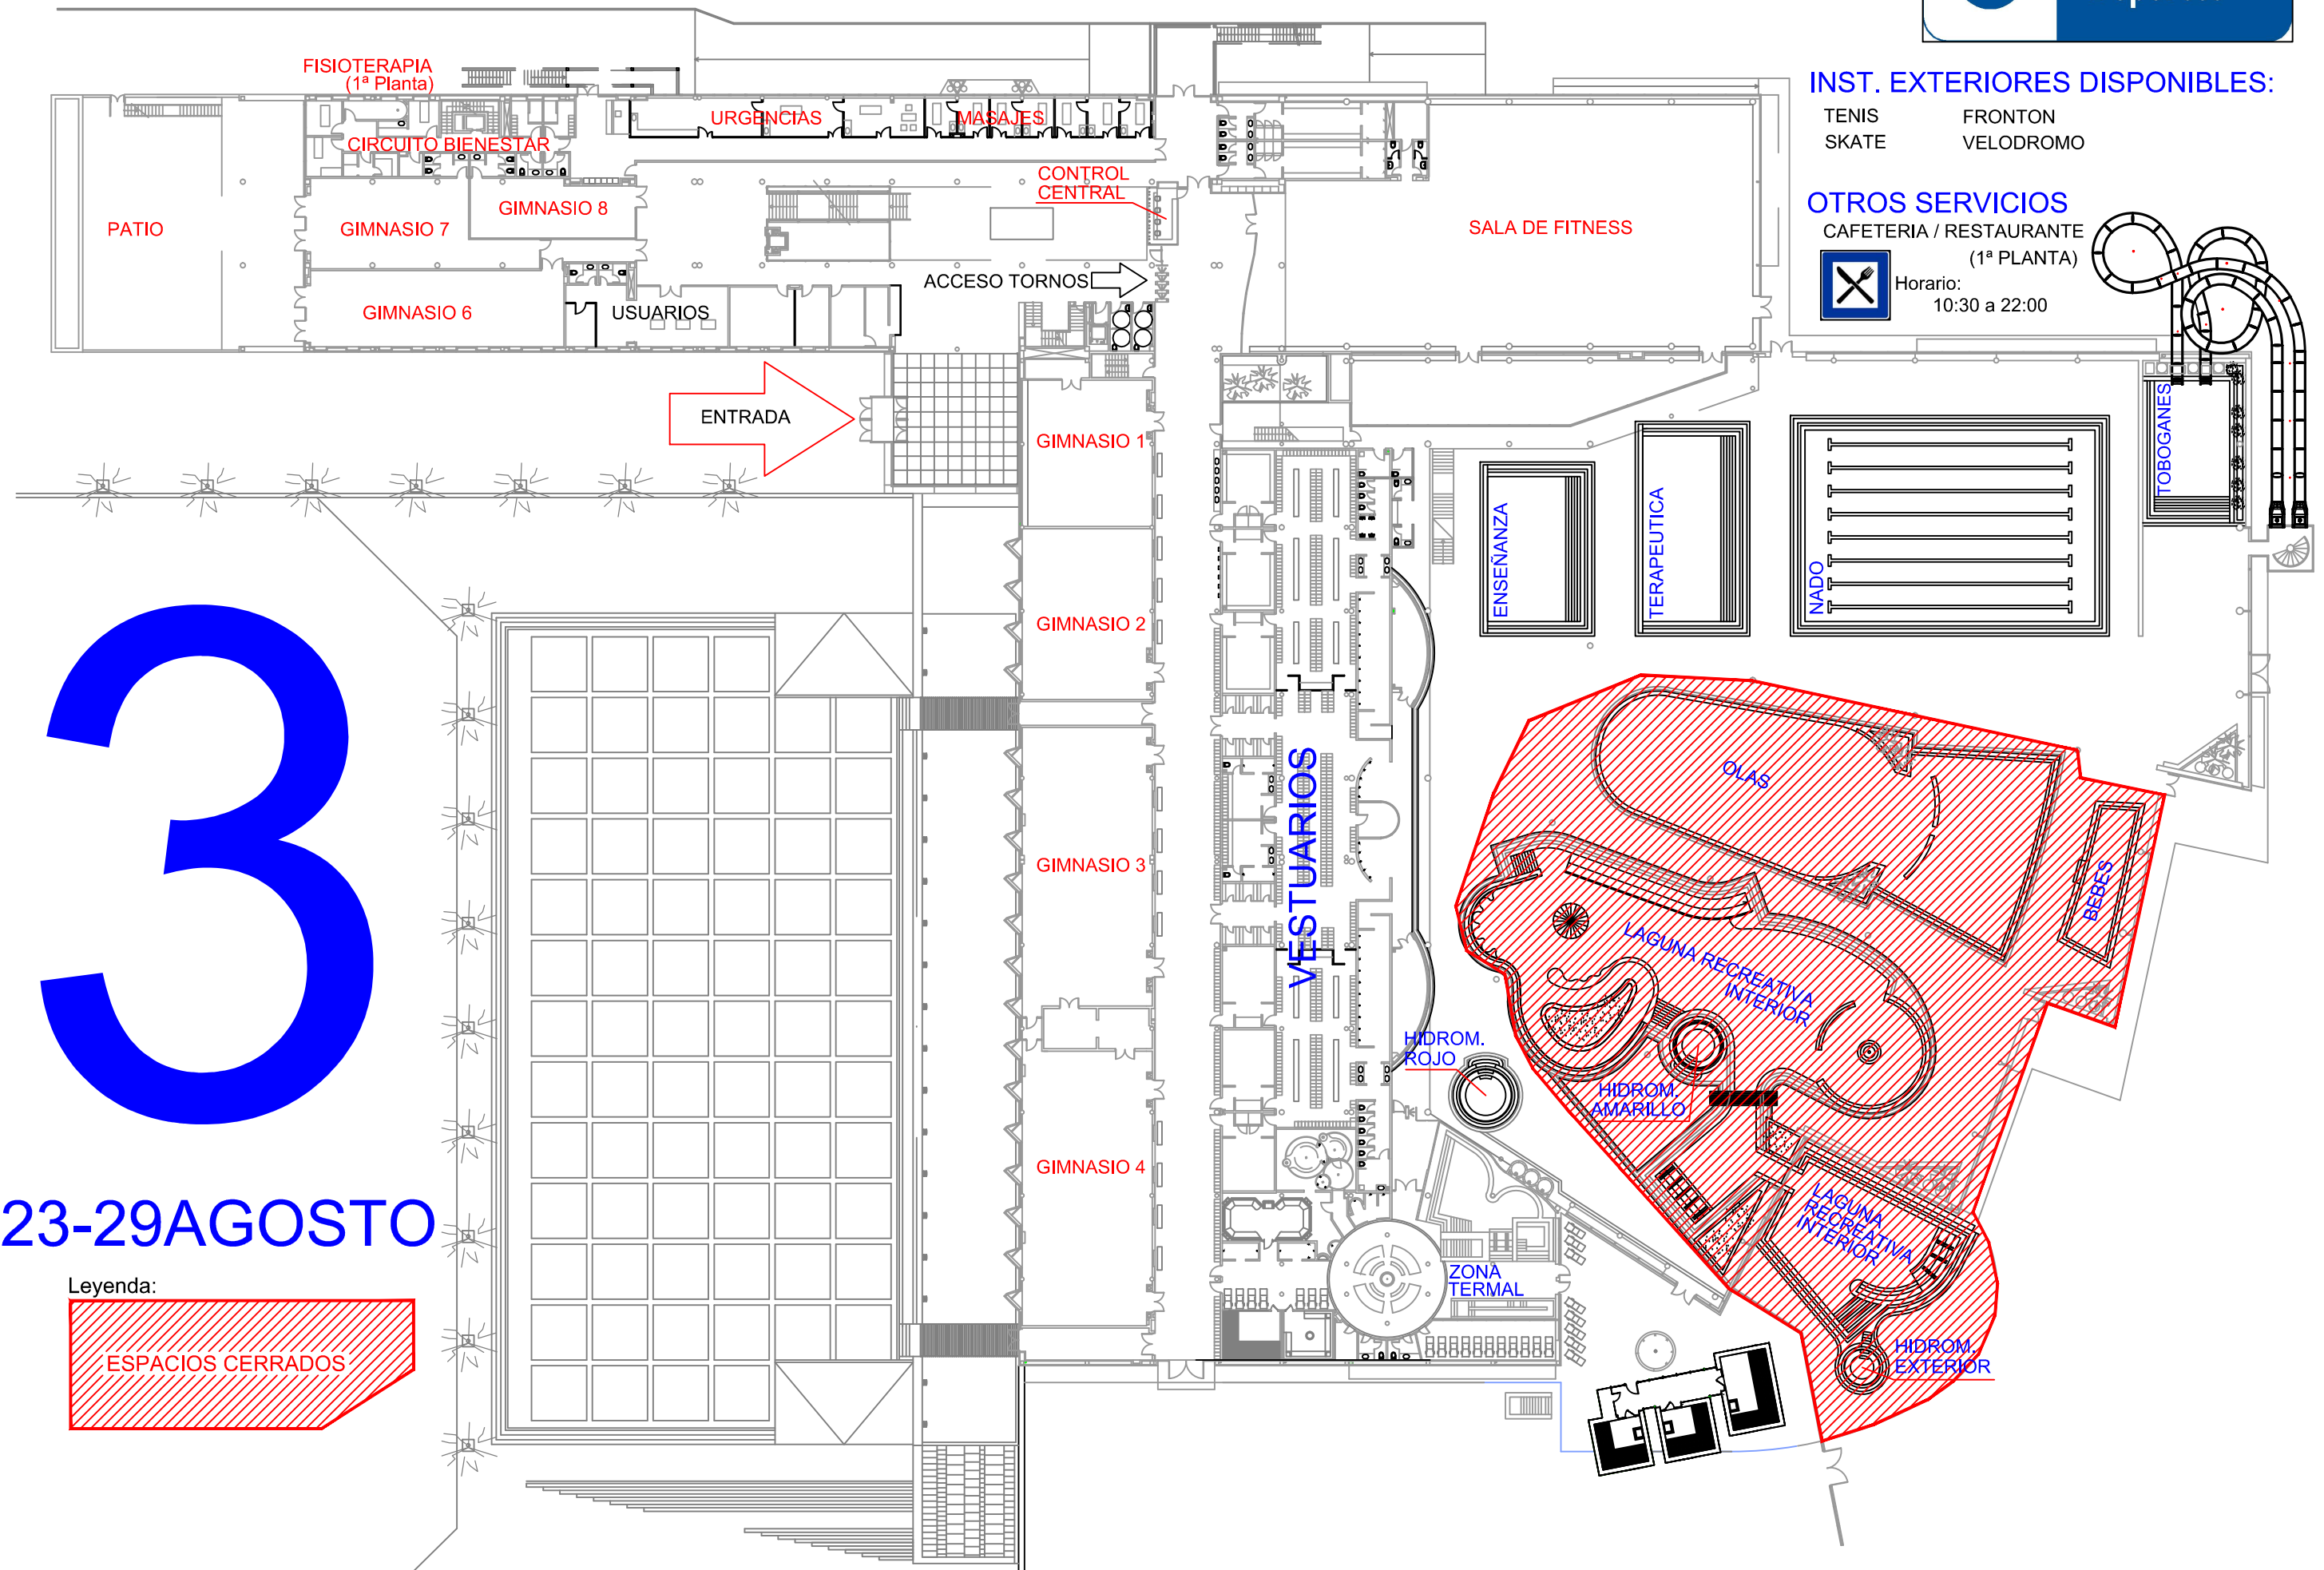 INST. EXTERIORES DISPONIBLES:
TENIS FRONTON
SKATE VELODROMO
OTROS SERVICIOS
CAFETERIA / RESTAURANTE
(1ª PLANTA)
Horario:
10:30 a 22:00
FISIOTERAPIA
(1ª Planta)
URGENCIAS
MASAJES
CIRCUITO BIENESTAR
CONTROL
CENTRAL
PATIO
GIMNASIO 7
GIMNASIO 8
SALA DE FITNESS
ACCESO TORNOS
GIMNASIO 6
USUARIOS
ENTRADA
GIMNASIO 1
TOBOGANES
ENSEÑANZA
TERAPEUTICA
NADO
GIMNASIO 2
3
VESTUARIOS
OLAS
GIMNASIO 3
BEBES
LAGUNA RECREATIVA
INTERIOR
HIDROM.
ROJO
HIDROM.
AMARILLO
GIMNASIO 4
LAGUNA
RECREATIVA
INTERIOR
23-29AGOSTO
ZONA
TERMAL
Leyenda:
ESPACIOS CERRADOS
HIDROM.
EXTERIOR